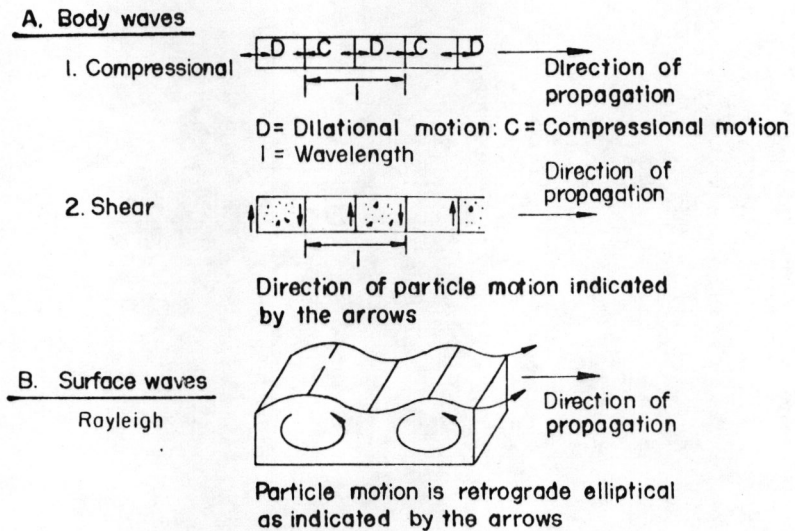 A. Body waves
1. Compressional
D C D C D
Direction of
propagation
l
D= Dilational motion: C= Compressional motion
l = Wavelength
2. Shear
Direction of
propagation
l
Direction of particle motion indicated
by the arrows
B. Surface waves
Rayleigh
Direction of
propagation
Particle motion is retrograde elliptical
as indicated by the arrows